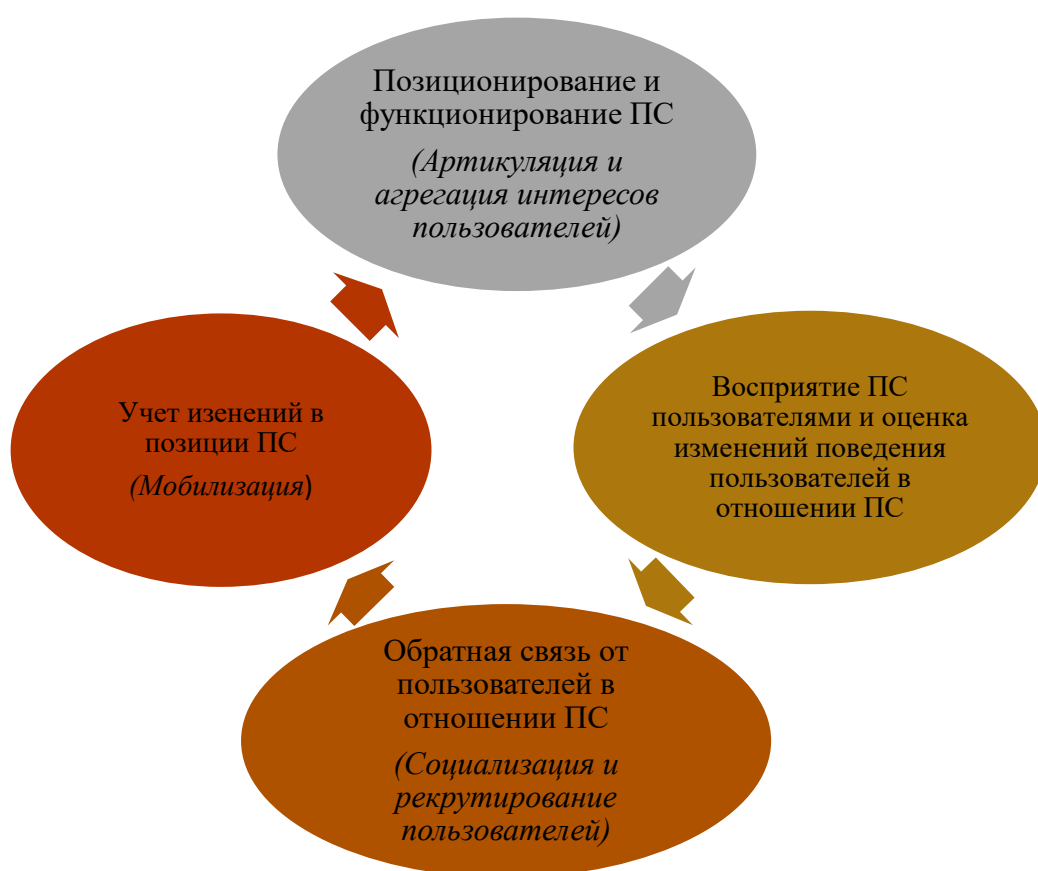 Позиционирование и
функционирование ПС
(Артикуляция и
агрегация интересов
пользователей)
Восприятие ПС
пользователями и оценка
изменений поведения
пользователей в
отношении ПС
Обратная связь от
пользователей в
отношении ПС
(Социализация и
рекрутирование
пользователей)
Учет изенений в
позиции ПС
(Мобилизация)